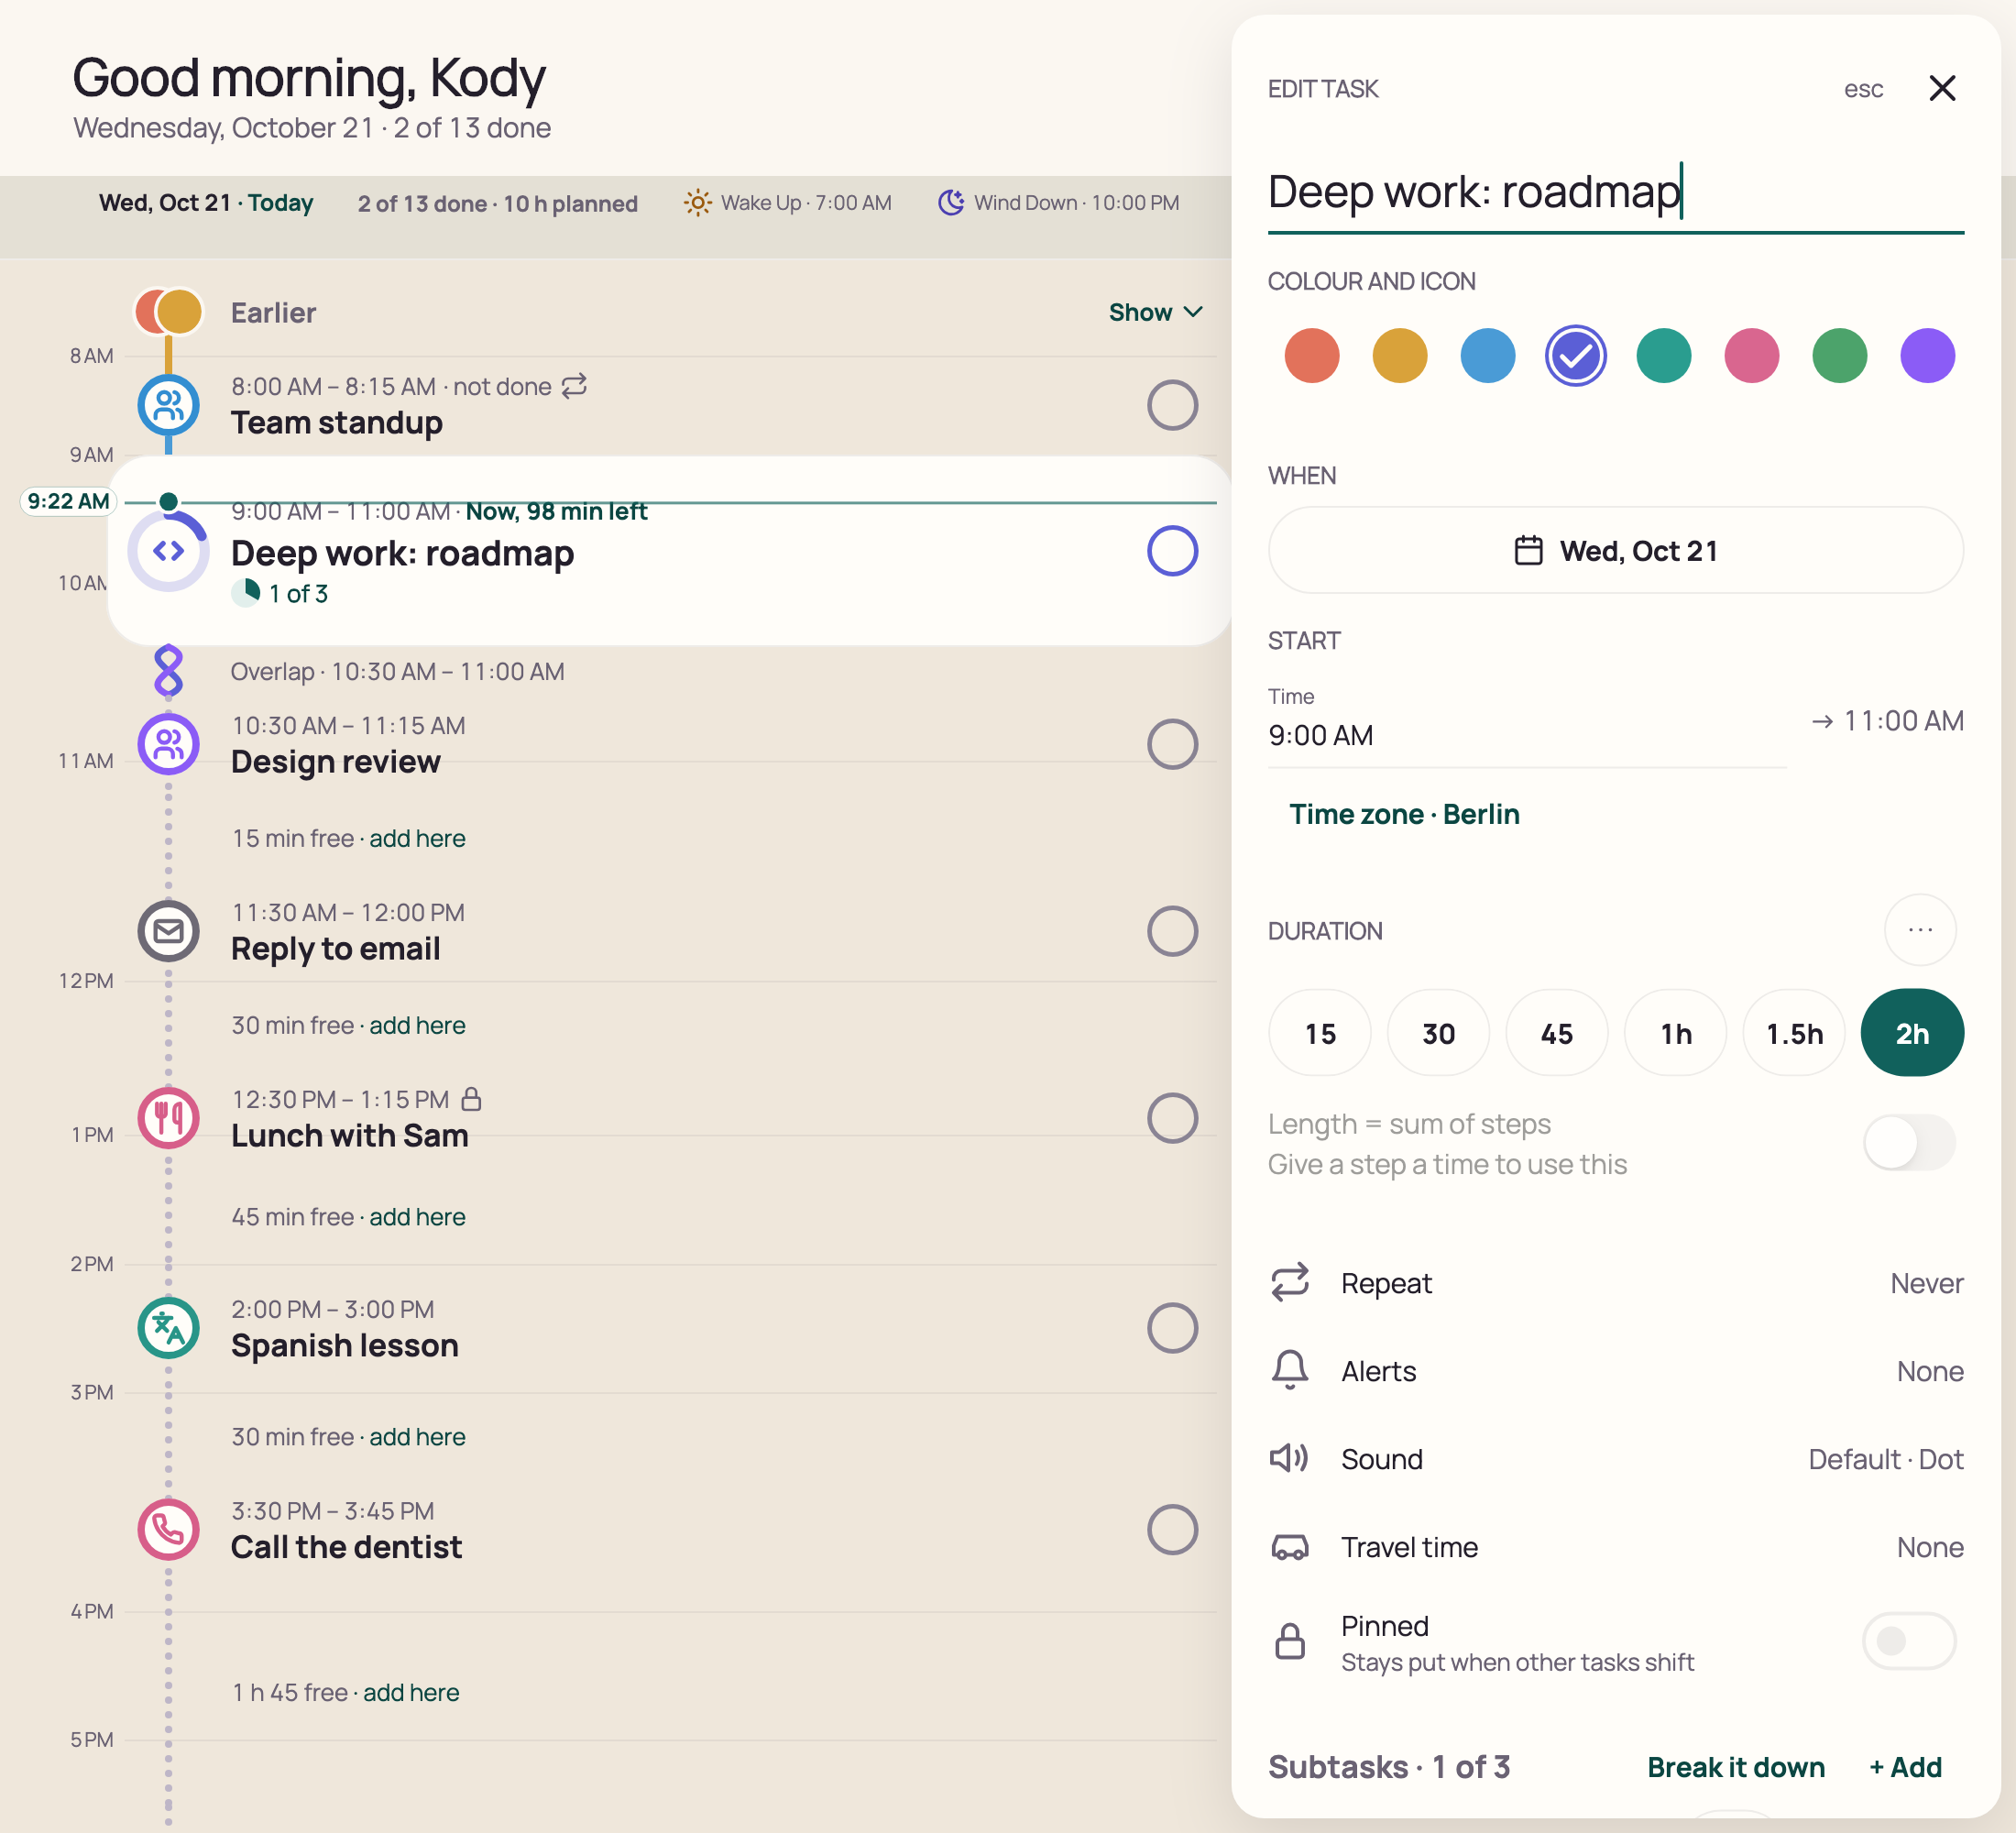 Good morning, Kody
Wednesday, October 21 · 2 of 13 done
Wed, Oct 21 · Today
2 of 13 done · 10 h planned
Wake Up · 7:00 AM
Wind Down · 10:00 PM
Earlier
Show
8 AM
8:00 AM – 8:15 AM · not done
Team standup
9 AM
9:22 AM
9:00 AM – 11:00 AM · Now, 98 min left
Deep work: roadmap
10 AM
1 of 3
Overlap · 10:30 AM – 11:00 AM
10:30 AM – 11:15 AM
11 AM
Design review
15 min free · add here
11:30 AM – 12:00 PM
Reply to email
12 PM
30 min free · add here
12:30 PM – 1:15 PM
1 PM
Lunch with Sam
45 min free · add here
2 PM
2:00 PM – 3:00 PM
Spanish lesson
3 PM
30 min free · add here
3:30 PM – 3:45 PM
Call the dentist
4 PM
1 h 45 free · add here
5 PM
EDIT TASK
esc
Deep work: roadmap
COLOUR AND ICON
WHEN
Wed, Oct 21
START
Time
9:00 AM
→ 11:00 AM
Time zone · Berlin
DURATION
...
15
30
45
1h
1.5h
2h
Length = sum of steps
Give a step a time to use this
Repeat
Never
Alerts
None
Sound
Default · Dot
Travel time
None
Pinned
Stays put when other tasks shift
Subtasks · 1 of 3
Break it down
+ Add